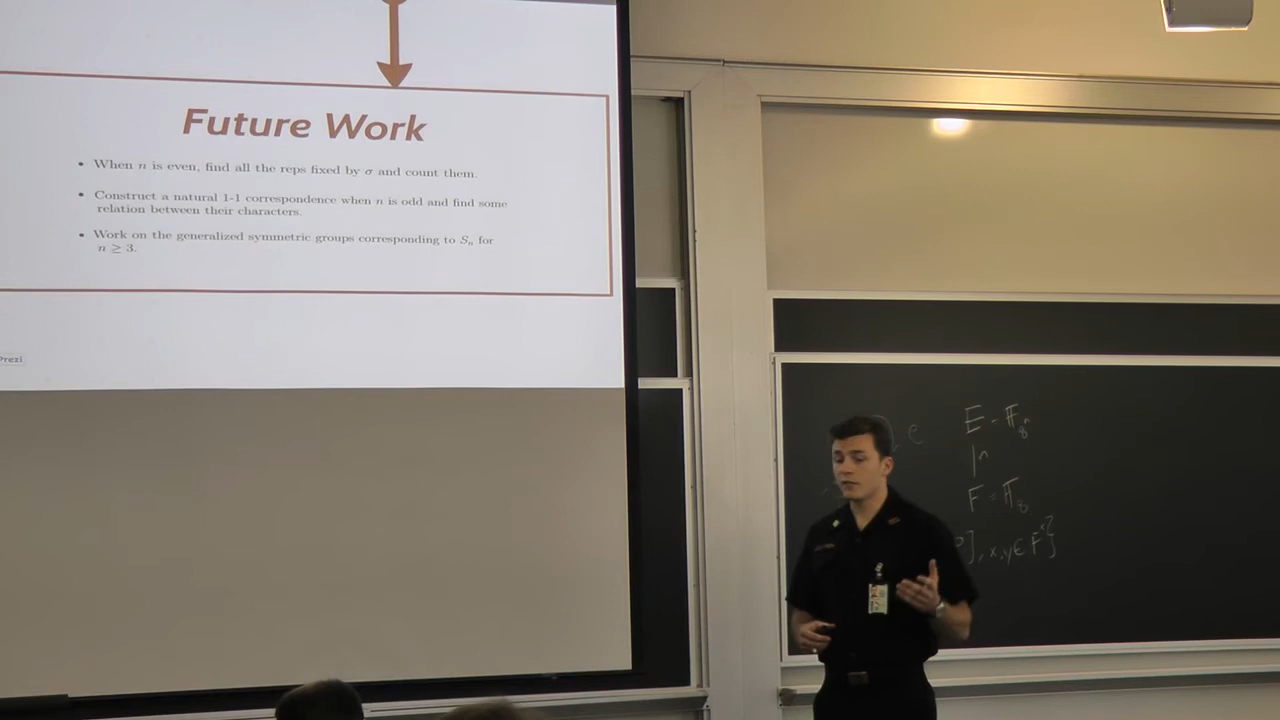 Future Work
• When n is even, find all the reps fixed by σ and count them.
• Construct a natural 1-1 correspondence when n is odd and find some
relation between their characters.
• Work on the generalized symmetric groups corresponding to Sₙ for
n ≥ 3.
Prezi
E
n
F =
], x,y ∈ F